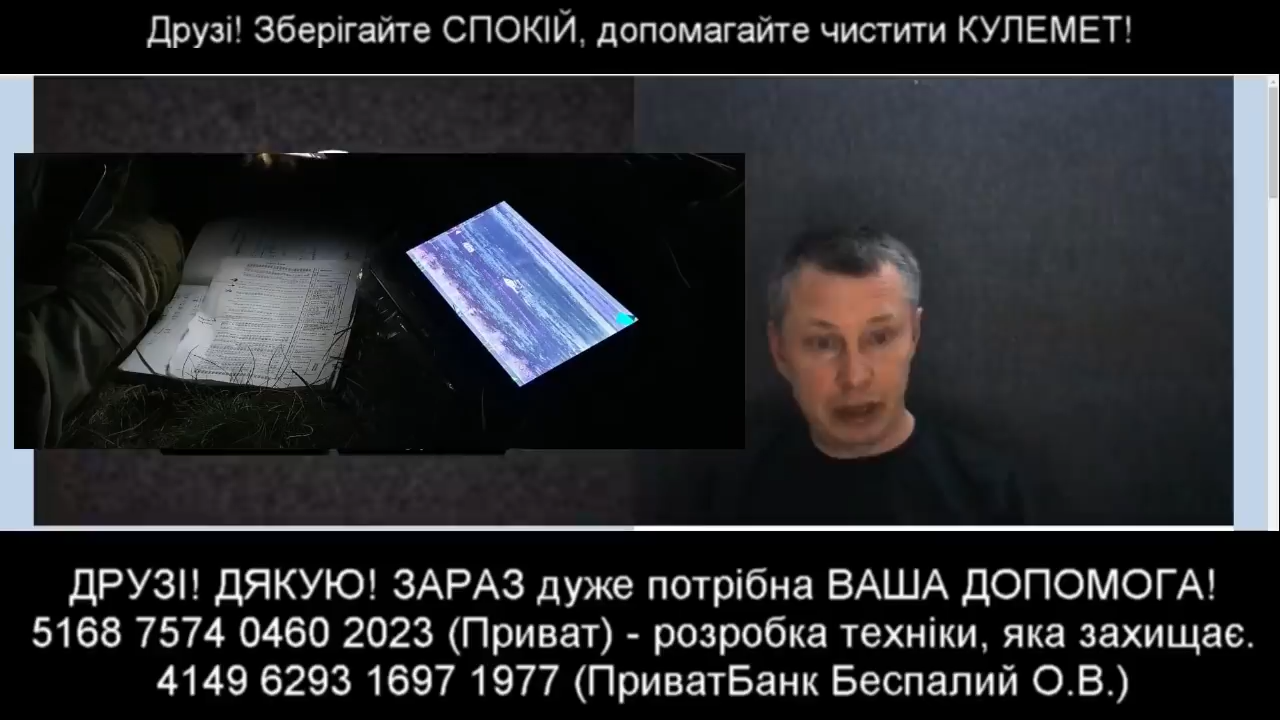 Друзі! Зберігайте СПОКІЙ, допомагайте чистити КУЛЕМЕТ!
ДРУЗІ! ДЯКУЮ! ЗАРАЗ дуже потрібна ВАША ДОПОМОГА!
5168 7574 0460 2023 (Приват) - розробка техніки, яка захищає.
4149 6293 1697 1977 (ПриватБанк Беспалий О.В.)